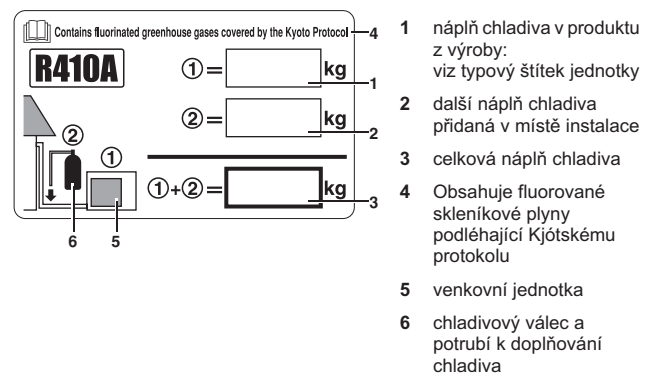 Contains fluorinated greenhouse gases covered by the Kyoto Protocol
4
R410A
① =
kg
1
② =
kg
2
①+② =
kg
3
②
①
6
5
1 náplň chladiva v produktu
z výroby:
viz typový štítek jednotky
2 další náplň chladiva
přidaná v místě instalace
3 celková náplň chladiva
4 Obsahuje fluorované
skleníkové plyny
podléhající Kjótskému
protokolu
5 venkovní jednotka
6 chladivový válec a
potrubí k doplňování
chladiva